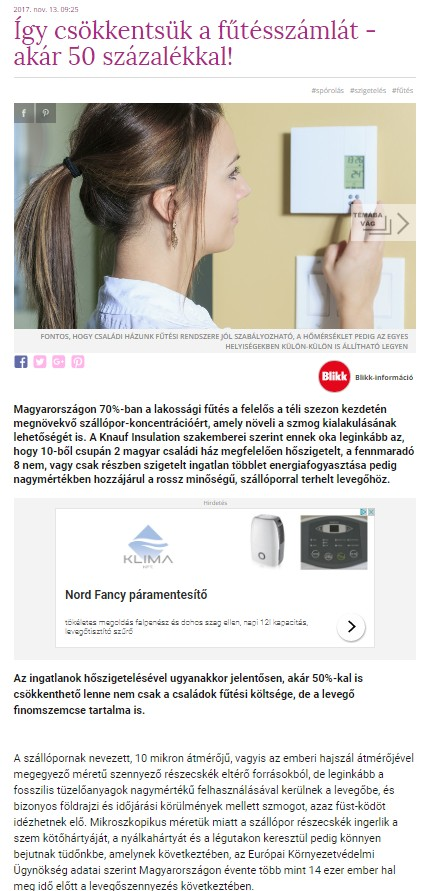 2017. nov. 13. 09:25
Így csökkentsük a fűtésszámlát -
akár 50 százalékkal!
#spórolás #szigetelés #fűtés
TÉMÁBA
VÁG
FONTOS, HOGY CSALÁDI HÁZUNK FŰTÉSI RENDSZERE JÓL SZABÁLYOZHATÓ, A HŐMÉRSÉKLET PEDIG AZ EGYES
HELYISÉGEKBEN KÜLÖN-KÜLÖN IS ÁLLÍTHATÓ LEGYEN
Blikk Blikk-információ
Magyarországon 70%-ban a lakossági fűtés a felelős a téli szezon kezdetén
megnövekvő szállópor-koncentrációért, amely növeli a szmog kialakulásának
lehetőségét is. A Knauf Insulation szakemberei szerint ennek oka leginkább az,
hogy 10-ből csupán 2 magyar családi ház megfelelően hőszigetelt, a fennmaradó
8 nem, vagy csak részben szigetelt ingatlan többlet energiafogyasztása pedig
nagymértékben hozzájárul a rossz minőségű, szállóporral terhelt levegőhöz.
Hirdetés
KLIMA
Nord Fancy páramentesítő
tökéletes megoldás falpenész és dohos szag ellen, napi 12l kapacitás,
levegőtisztító szűrő
Az ingatlanok hőszigetelésével ugyanakkor jelentősen, akár 50%-kal is
csökkenthető lenne nem csak a családok fűtési költsége, de a levegő
finomszemcse tartalma is.
A szállópornak nevezett, 10 mikron átmérőjű, vagyis az emberi hajszál átmérőjével
megegyező méretű szennyező részecskék eltérő forrásokból, de leginkább a
fosszilis tüzelőanyagok nagymértékű felhasználásával kerülnek a levegőbe, és
bizonyos földrajzi és időjárási körülmények mellett szmogot, azaz füst-ködöt
idézhetnek elő. Mikroszkopikus méretük miatt a szállópor részecskék ingerlik a
szem kötőhártyáját, a nyálkahártyát és a légutakon keresztül pedig könnyen
bejutnak tüdőnkbe, amelynek következtében, az Európai Környezetvédelmi
Ügynökség adatai szerint Magyarországon évente több mint 14 ezer ember hal
meg idő előtt a levegőszennyezés következtében.